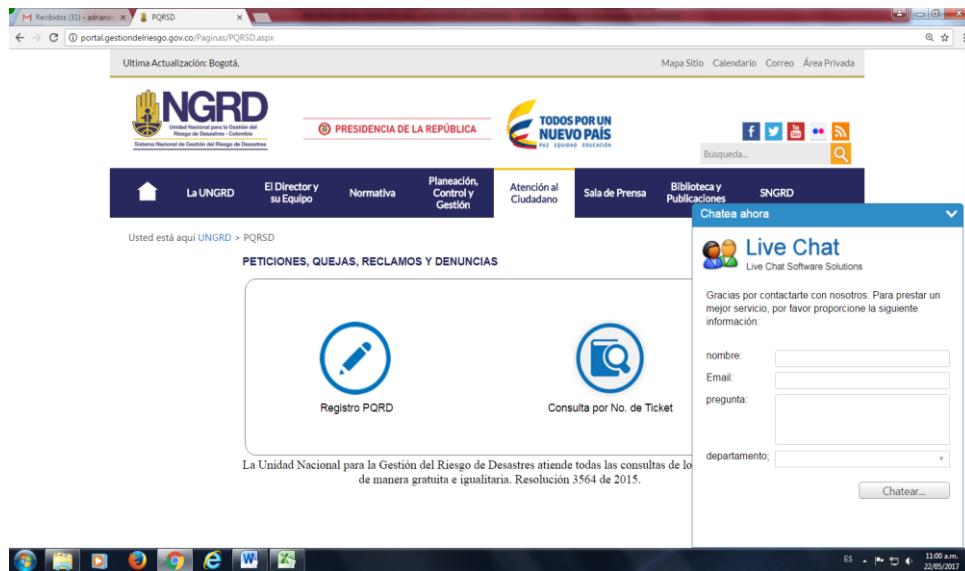 Recibidos (31) - adriana
PQRSD
portal.gestiondelriesgo.gov.co/Paginas/PQRSD.aspx
Ultima Actualización: Bogotá,
Mapa Sitio Calendario Correo Área Privada
UNGRD
Unidad Nacional para la Gestión del
Riesgo de Desastres - Colombia
Sistema Nacional de Gestión del Riesgo de Desastres
PRESIDENCIA DE LA REPÚBLICA
TODOS POR UN
NUEVO PAÍS
PAZ EQUIDAD EDUCACIÓN
You
Búsqueda...
La UNGRD
El Director y
su Equipo
Normativa
Planeación,
Control y
Gestión
Atención al
Ciudadano
Sala de Prensa
Biblioteca y
Publicaciones
SNGRD
Usted está aquí UNGRD > PQRSD
PETICIONES, QUEJAS, RECLAMOS Y DENUNCIAS
Registro PQRD
Consulta por No. de Ticket
La Unidad Nacional para la Gestión del Riesgo de Desastres atiende todas las consultas de lo
de manera gratuita e igualitaria. Resolución 3564 de 2015.
Chatea ahora
Live Chat
Live Chat Software Solutions
Gracias por contactarte con nosotros. Para prestar un
mejor servicio, por favor proporcione la siguiente
información:
nombre:
Email:
pregunta:
departamento:
Chatear...
ES
11:00 a.m.
22/05/2017